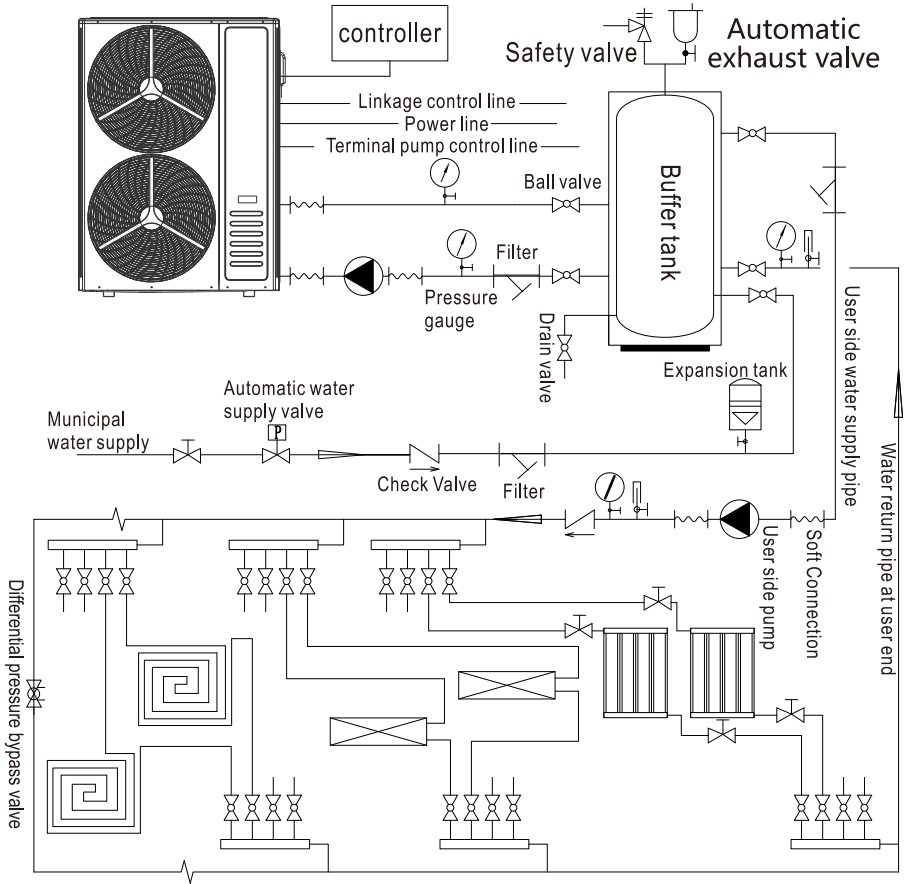 controller
Safety valve
Automatic
exhaust valve
Linkage control line
Power line
Terminal pump control line
Ball valve
Buffer tank
Filter
Pressure
gauge
Drain valve
Expansion tank
User side water supply pipe
Water return pipe at user end
Automatic water
supply valve
P
Municipal
water supply
Check Valve
Filter
User side pump
Soft Connection
Differential pressure bypass valve